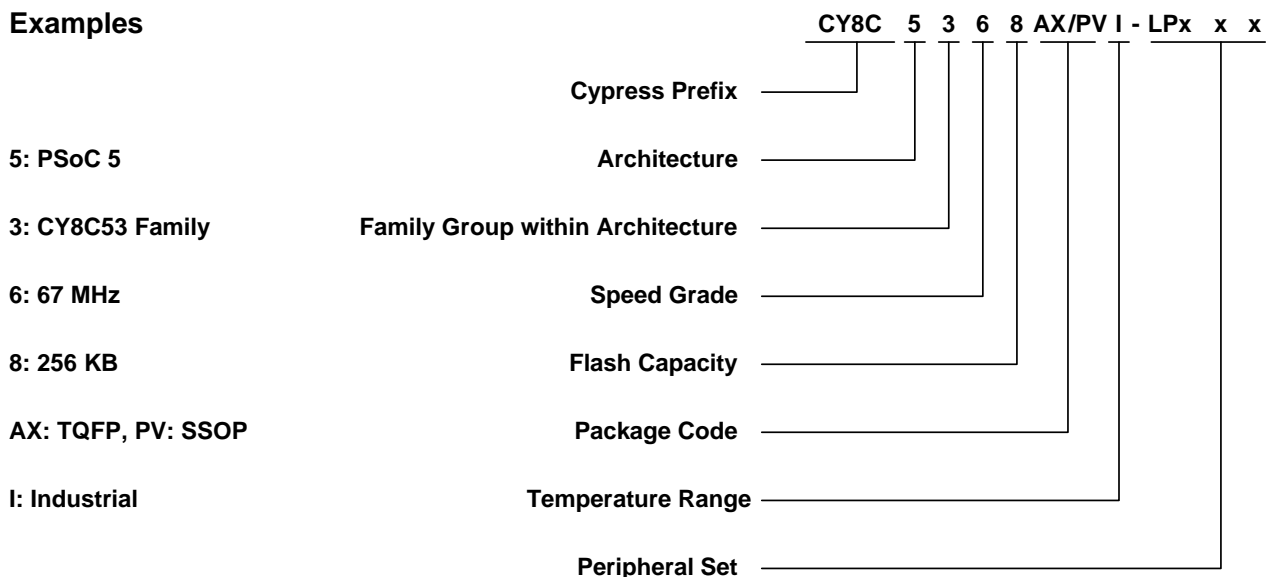 Examples
CY8C 5 3 6 8 AX/PV I - LPx x x
Cypress Prefix
5: PSoC 5
Architecture
3: CY8C53 Family
Family Group within Architecture
6: 67 MHz
Speed Grade
8: 256 KB
Flash Capacity
AX: TQFP, PV: SSOP
Package Code
I: Industrial
Temperature Range
Peripheral Set